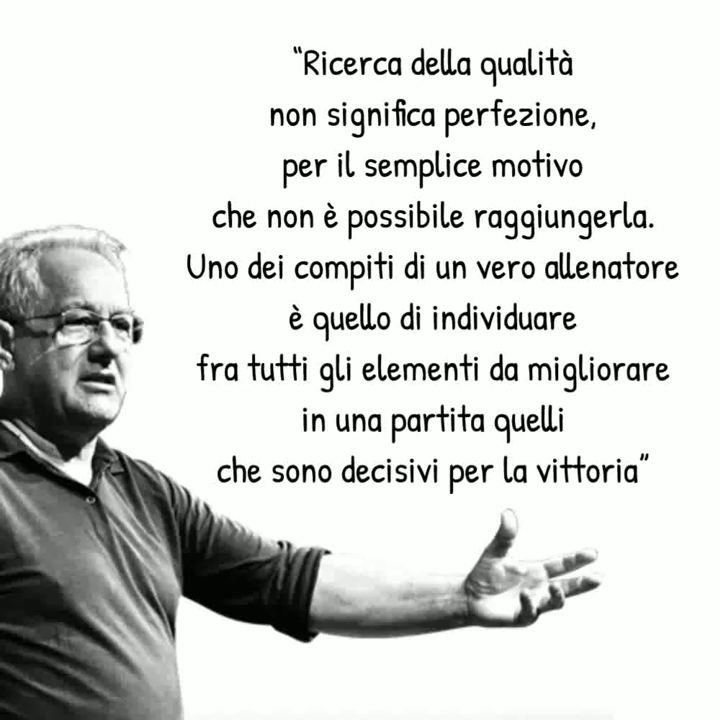 "Ricerca della qualità
non significa perfezione,
per il semplice motivo
che non è possibile raggiungerla.
Uno dei compiti di un vero allenatore
è quello di individuare
fra tutti gli elementi da migliorare
in una partita quelli
che sono decisivi per la vittoria"